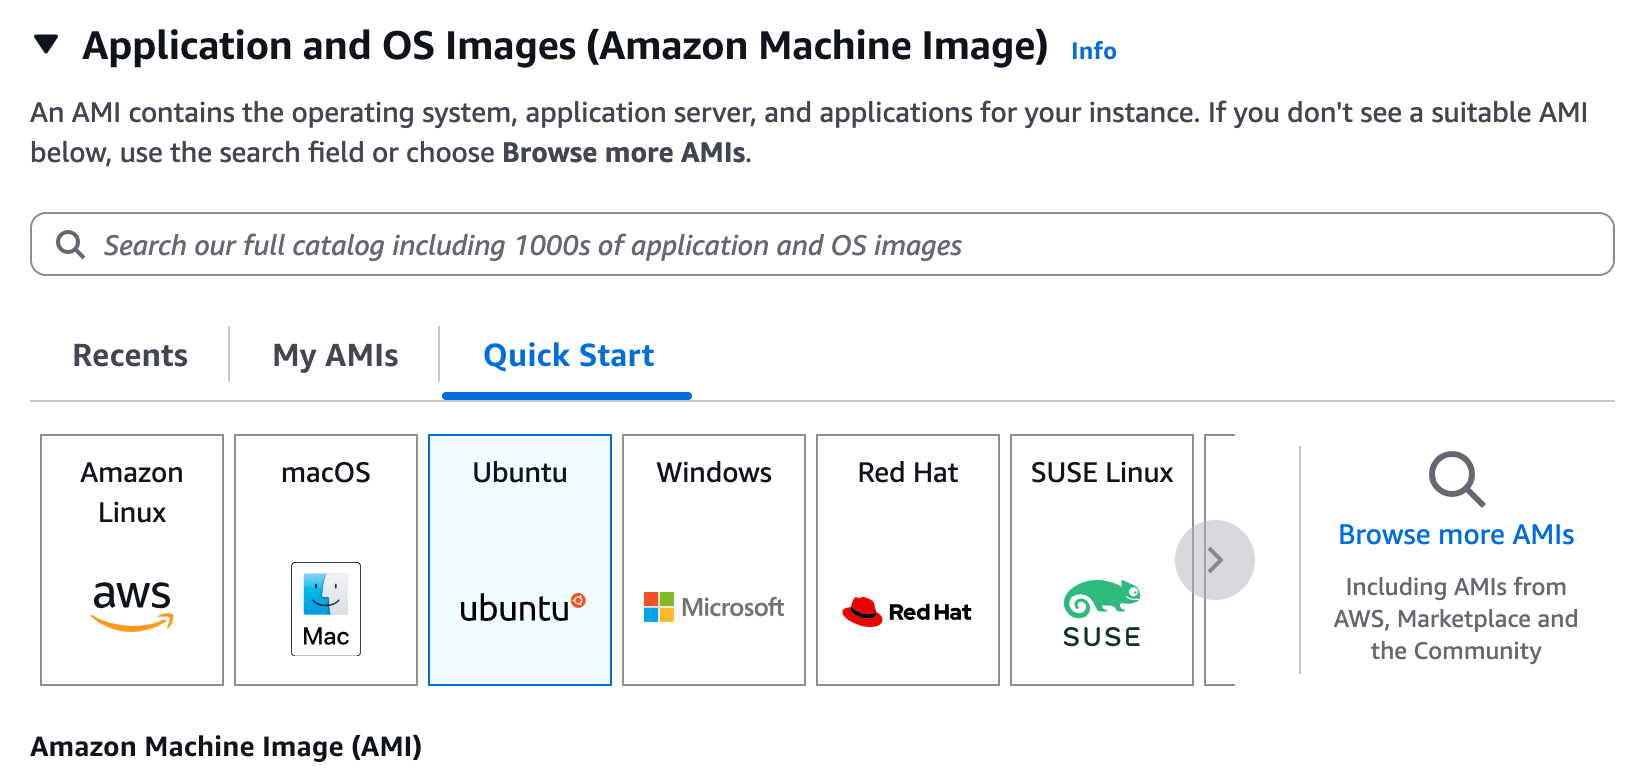 Application and OS Images (Amazon Machine Image) Info
An AMI contains the operating system, application server, and applications for your instance. If you don't see a suitable AMI
below, use the search field or choose Browse more AMIs.
Search our full catalog including 1000s of application and OS images
Recents
My AMIs
Quick Start
Amazon
Linux
aws
macOS
Mac
Ubuntu
ubuntu
Windows
Microsoft
Red Hat
Red Hat
SUSE Linux
SUSE
Browse more AMIs
Including AMIs from
AWS, Marketplace and
the Community
Amazon Machine Image (AMI)